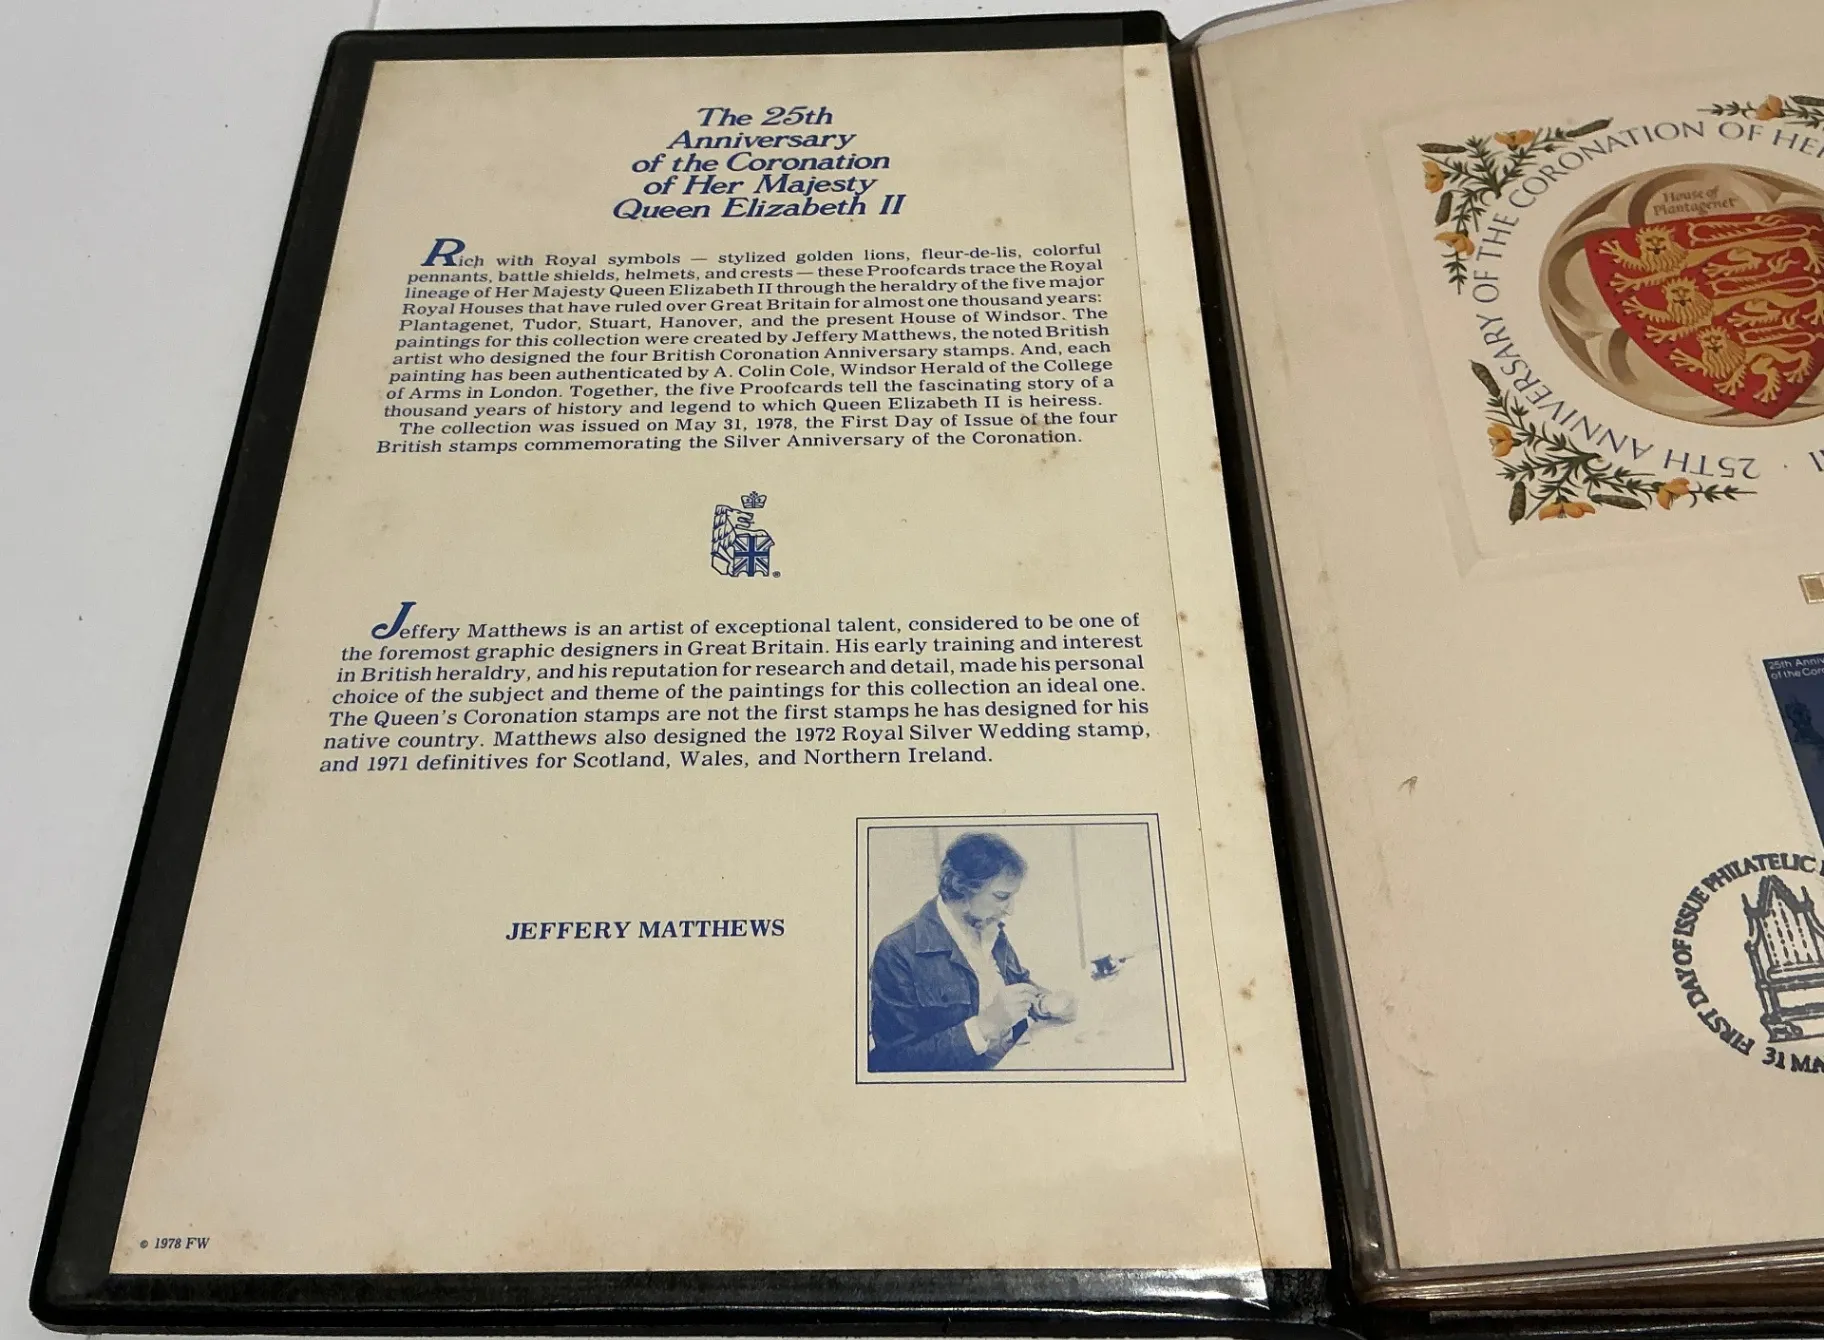 The 25th
Anniversary
of the Coronation
of Her Majesty
Queen Elizabeth II
Rich with Royal symbols — stylized golden lions, fleur-de-lis, colorful
pennants, battle shields, helmets, and crests — these Proofcards trace the Royal
lineage of Her Majesty Queen Elizabeth II through the heraldry of the five major
Royal Houses that have ruled over Great Britain for almost one thousand years:
Plantagenet, Tudor, Stuart, Hanover, and the present House of Windsor. The
paintings for this collection were created by Jeffery Matthews, the noted British
artist who designed the four British Coronation Anniversary stamps. And, each
painting has been authenticated by A. Colin Cole, Windsor Herald of the College
of Arms in London. Together, the five Proofcards tell the fascinating story of a
thousand years of history and legend to which Queen Elizabeth II is heiress.
The collection was issued on May 31, 1978, the First Day of Issue of the four
British stamps commemorating the Silver Anniversary of the Coronation.
®
Jeffery Matthews is an artist of exceptional talent, considered to be one of
the foremost graphic designers in Great Britain. His early training and interest
in British heraldry, and his reputation for research and detail, made his personal
choice of the subject and theme of the paintings for this collection an ideal one.
The Queen's Coronation stamps are not the first stamps he has designed for his
native country. Matthews also designed the 1972 Royal Silver Wedding stamp,
and 1971 definitives for Scotland, Wales, and Northern Ireland.
JEFFERY MATTHEWS
© 1978 FW
25TH ANNIVERSARY OF THE CORONATION OF HER
House of
Plantagenet
25th Anni
of the Cor
FIRST DAY OF ISSUE PHILATELIC
31 MA